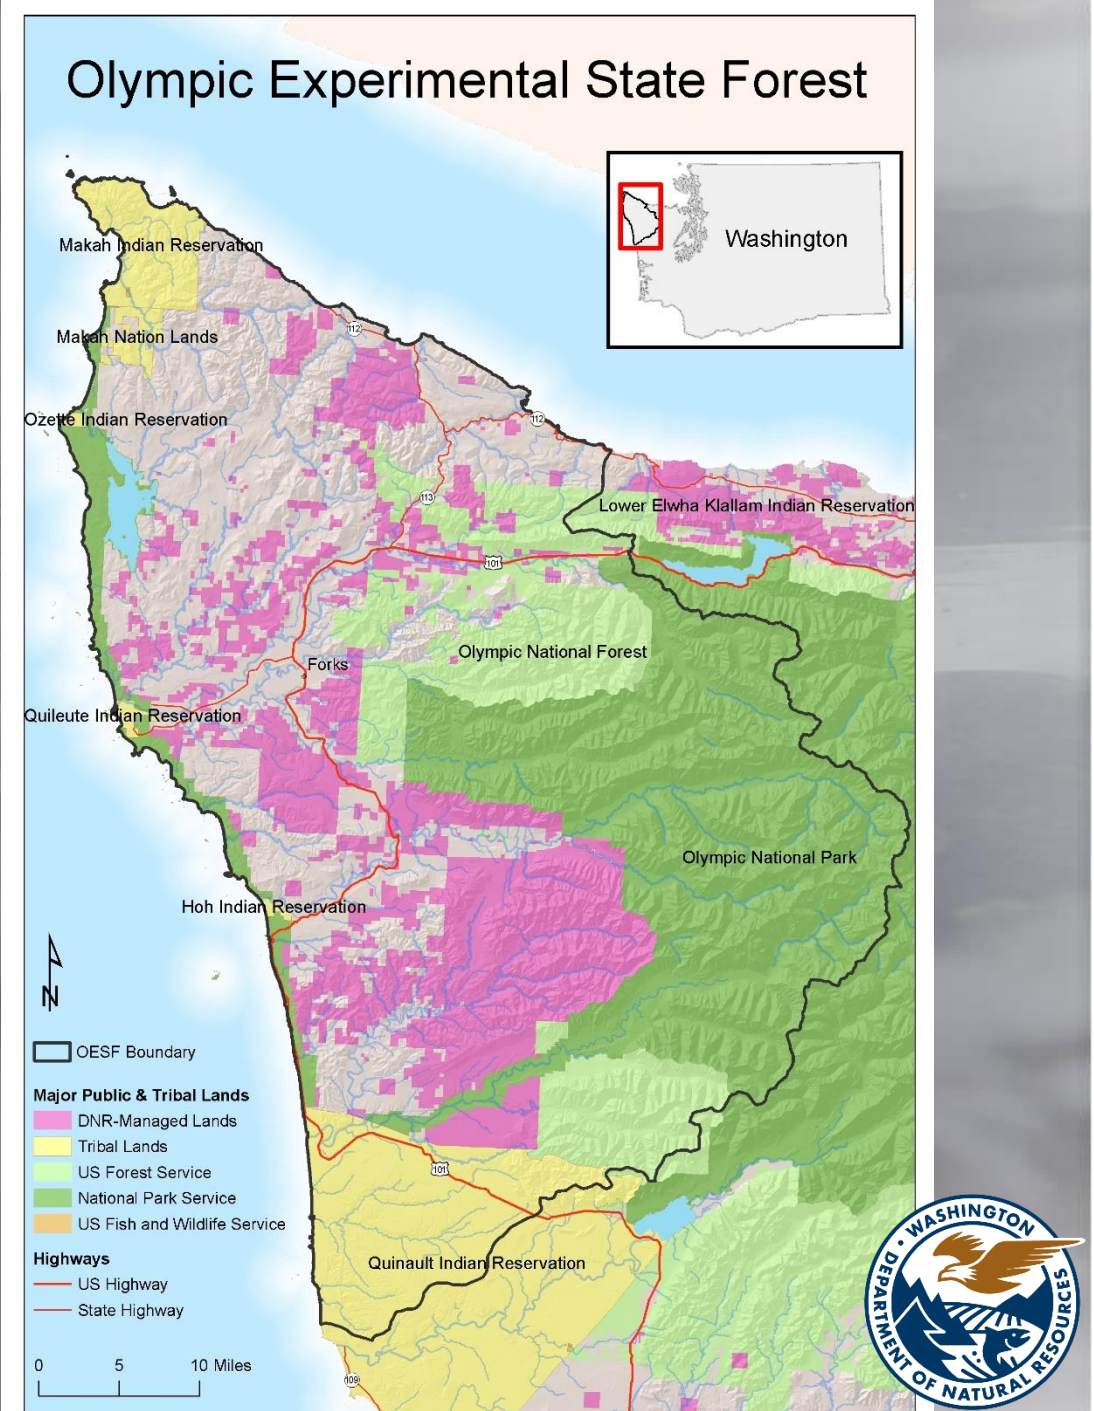 Olympic Experimental State Forest
Washington
Makah Indian Reservation
Makah Nation Lands
112
Ozette Indian Reservation
112
113
Lower Elwha Klallam Indian Reservation
101
Olympic National Forest
Forks
Quileute Indian Reservation
Olympic National Park
Hoh Indian Reservation
N
OESF Boundary
Major Public & Tribal Lands
DNR-Managed Lands
Tribal Lands
US Forest Service
National Park Service
US Fish and Wildlife Service
Highways
US Highway
State Highway
0 5 10 Miles
101
Quinault Indian Reservation
109
WASHINGTON
DEPARTMENT OF NATURAL RESOURCES